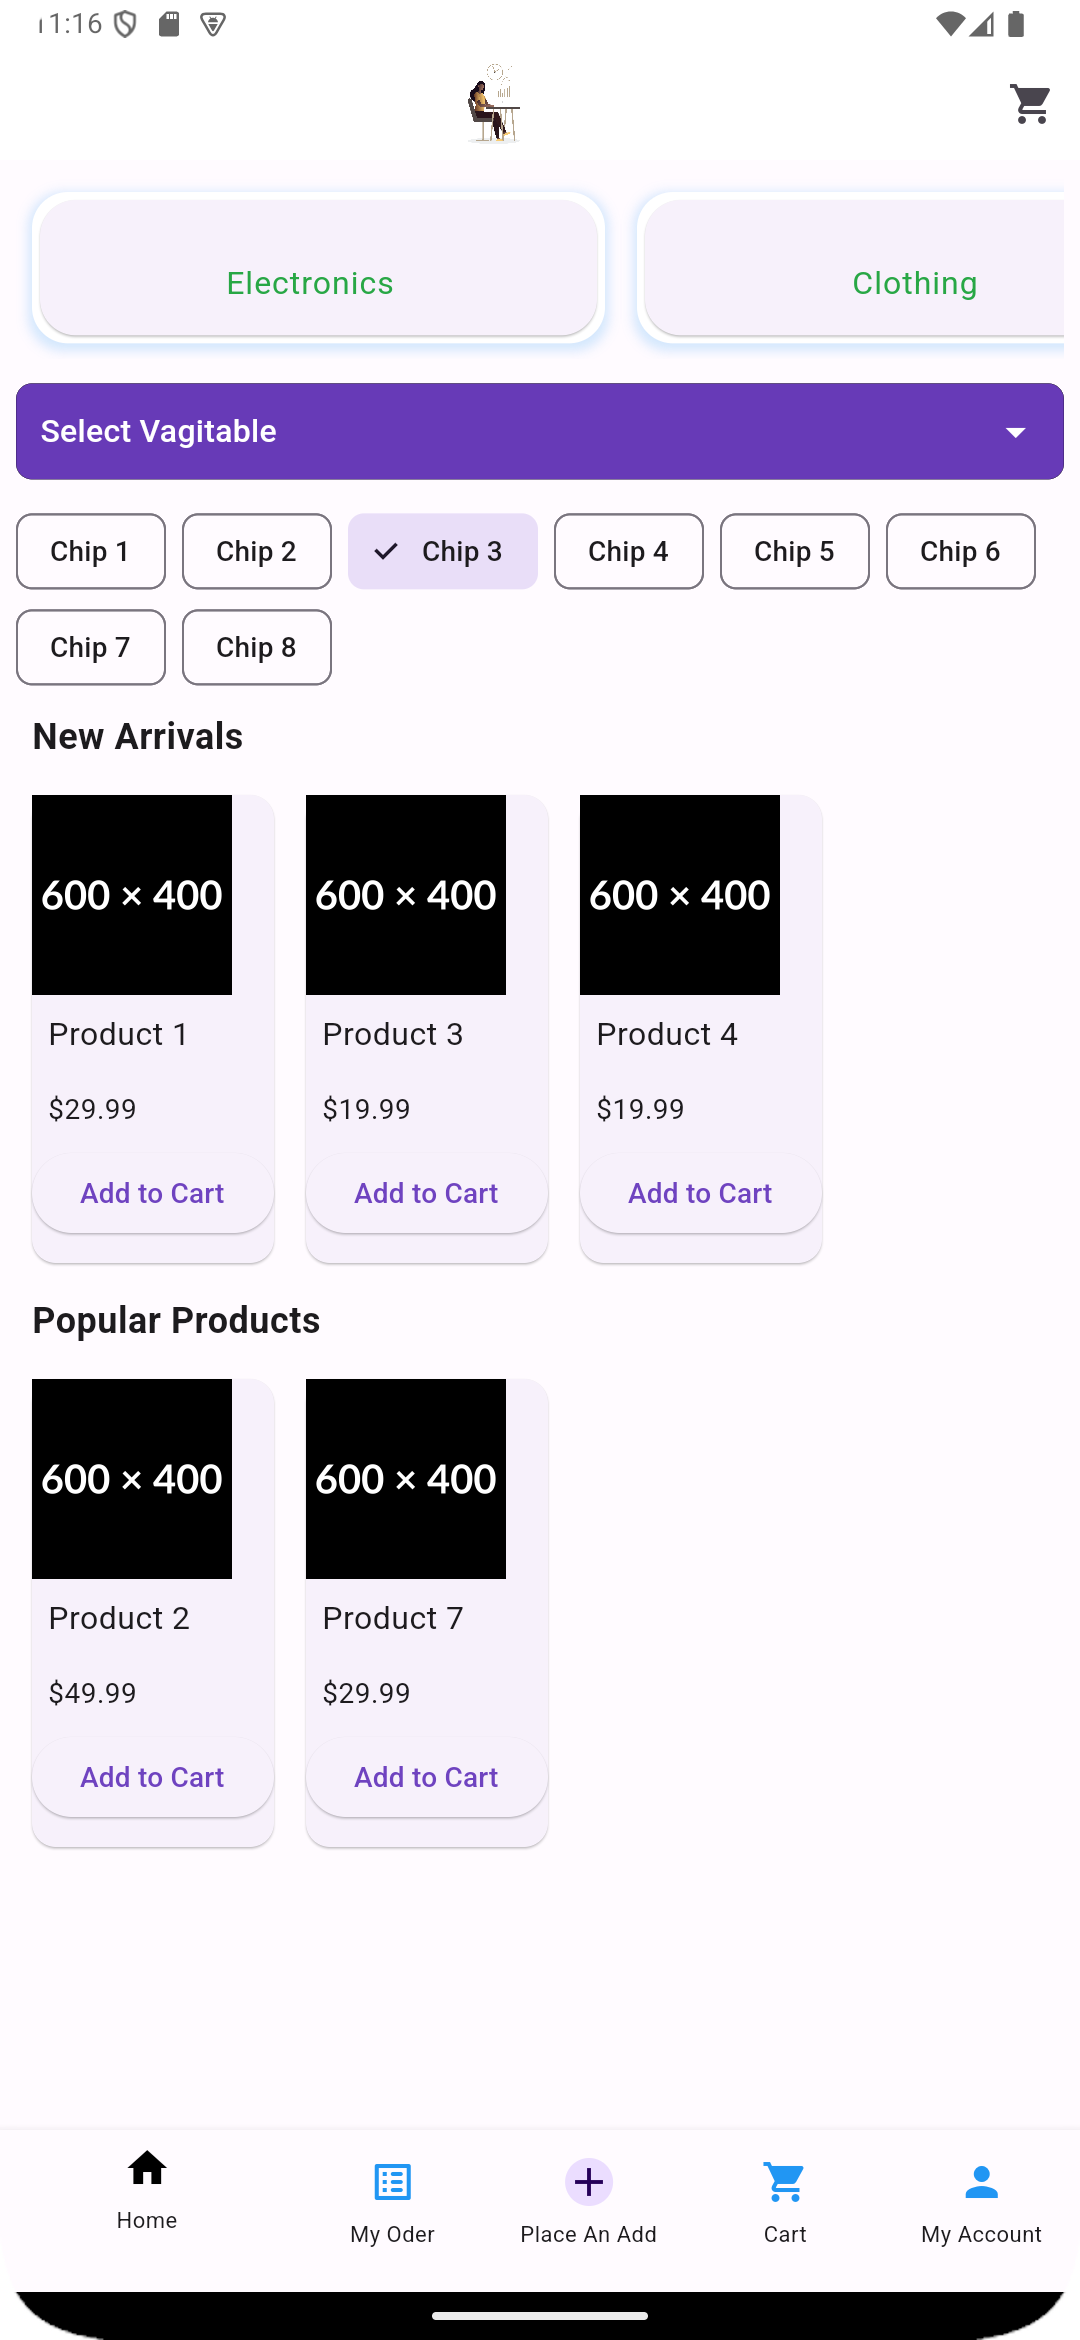 11:16
Electronics Clothing
Select Vagitable
Chip 1 Chip 2 Chip 3 Chip 4 Chip 5 Chip 6
Chip 7 Chip 8
New Arrivals
600 × 400 600 × 400 600 × 400
Product 1 Product 3 Product 4
$29.99 $19.99 $19.99
Add to Cart Add to Cart Add to Cart
Popular Products
600 × 400 600 × 400
Product 2 Product 7
$49.99 $29.99
Add to Cart Add to Cart
Home My Oder Place An Add Cart My Account